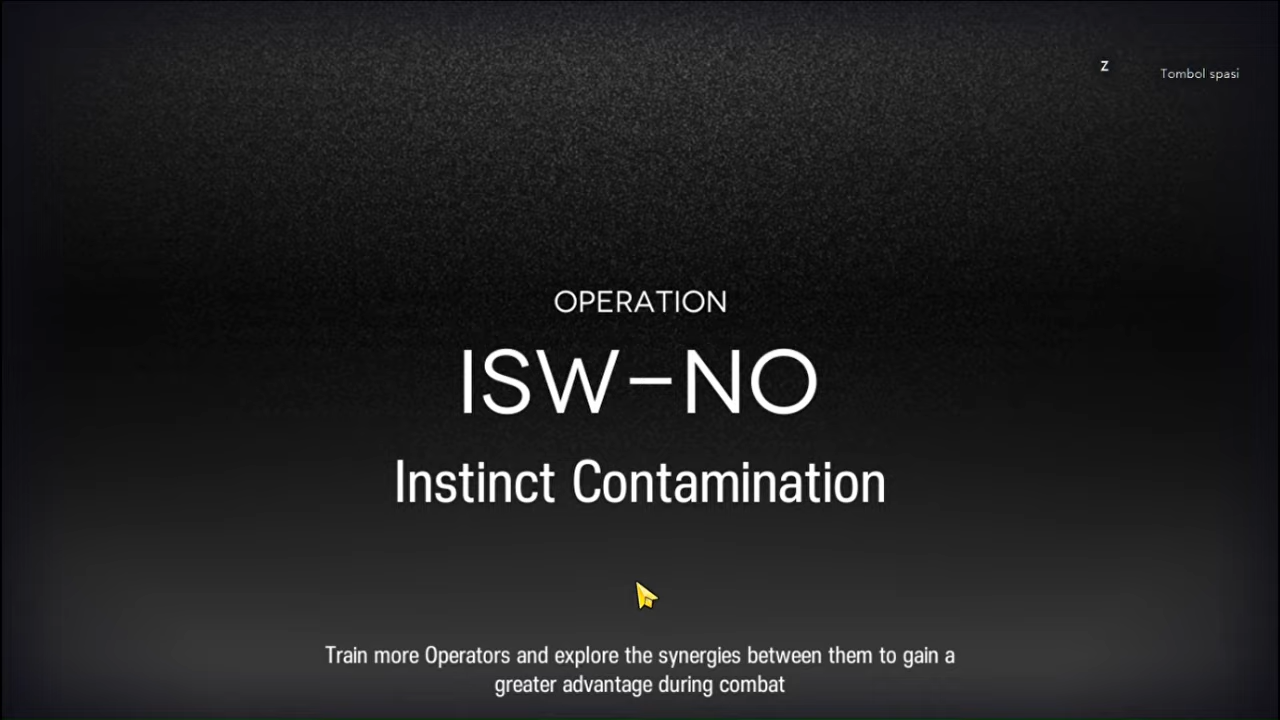 Z
Tombol spasi
OPERATION
ISW-NO
Instinct Contamination
Train more Operators and explore the synergies between them to gain a
greater advantage during combat